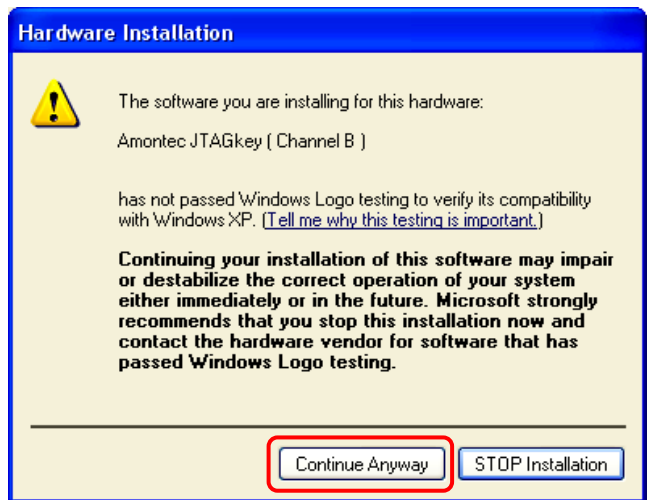 Hardware Installation
The software you are installing for this hardware:
Amontec JTAGkey ( Channel B )
has not passed Windows Logo testing to verify its compatibility
with Windows XP. (Tell me why this testing is important.)
Continuing your installation of this software may impair
or destabilize the correct operation of your system
either immediately or in the future. Microsoft strongly
recommends that you stop this installation now and
contact the hardware vendor for software that has
passed Windows Logo testing.
Continue Anyway
STOP Installation